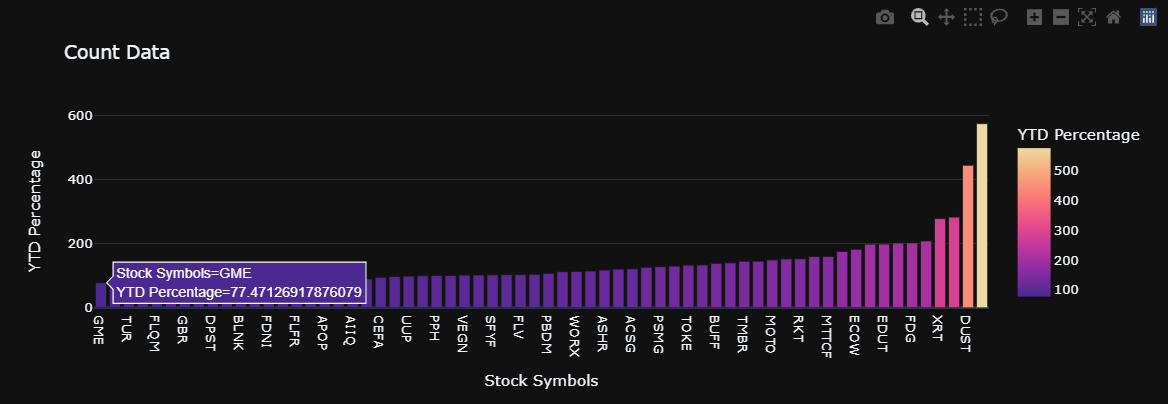 Count Data
YTD Percentage
600
400
200
0
Stock Symbols=GME
YTD Percentage=77.47126917876079
GME
TUR
FLQM
GBR
DPST
BLNK
FDNI
FLFR
APOP
AIIQ
CEFA
UUP
PPH
VEGN
SFYF
FLV
PBDM
WORX
ASHR
ACSG
PSMG
TOKE
BUFF
TMBR
MOTO
RKT
MTTCF
ECOW
EDUT
FDG
XRT
DUST
Stock Symbols
YTD Percentage
500
400
300
200
100